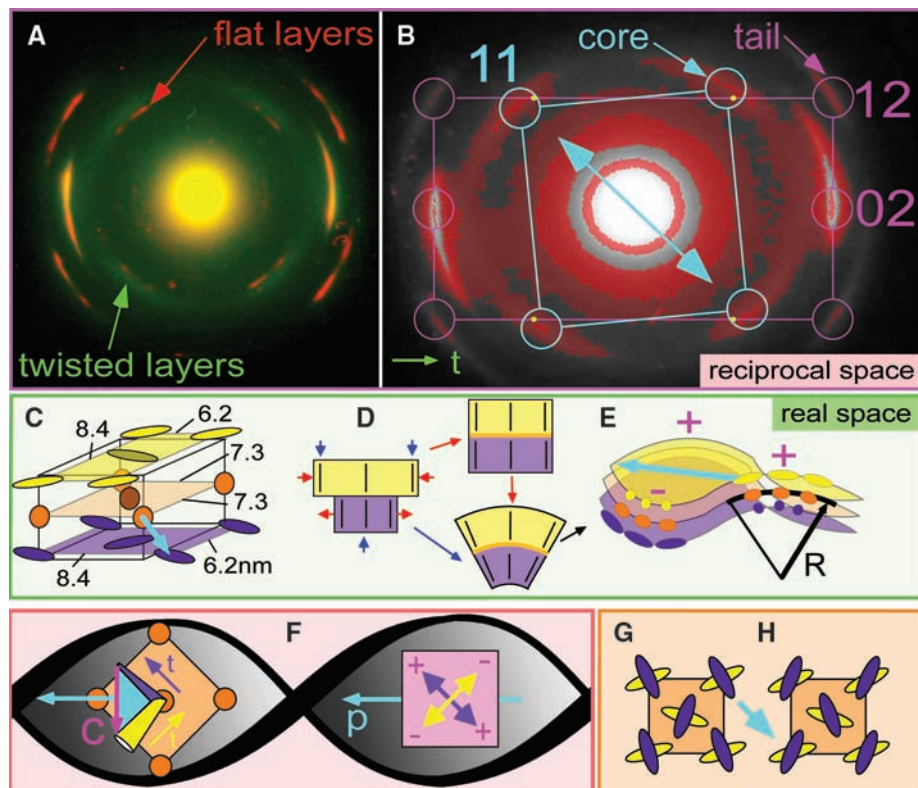 A
flat layers
twisted layers
B
11
core
tail
12
02
t
reciprocal space
C
8.4
6.2
7.3
7.3
8.4
6.2nm
D
E
real space
+
+
-
R
F
t
C
t
p
+
-
-
+
G
H